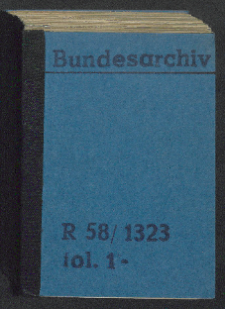 Bundesarchiv
R 58/ 1323
fol. 1-